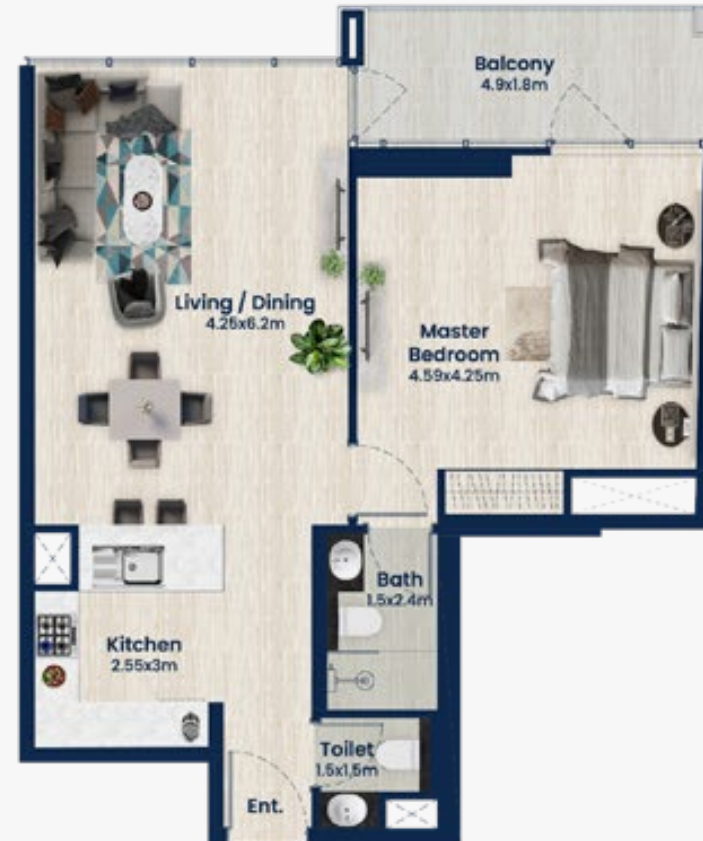 Balcony
4.9x1.8m
Living / Dining
4.25x6.2m
Master
Bedroom
4.59x4.25m
Bath
1.5x2.4m
Kitchen
2.55x3m
Toilet
1.5x1,5m
Ent.